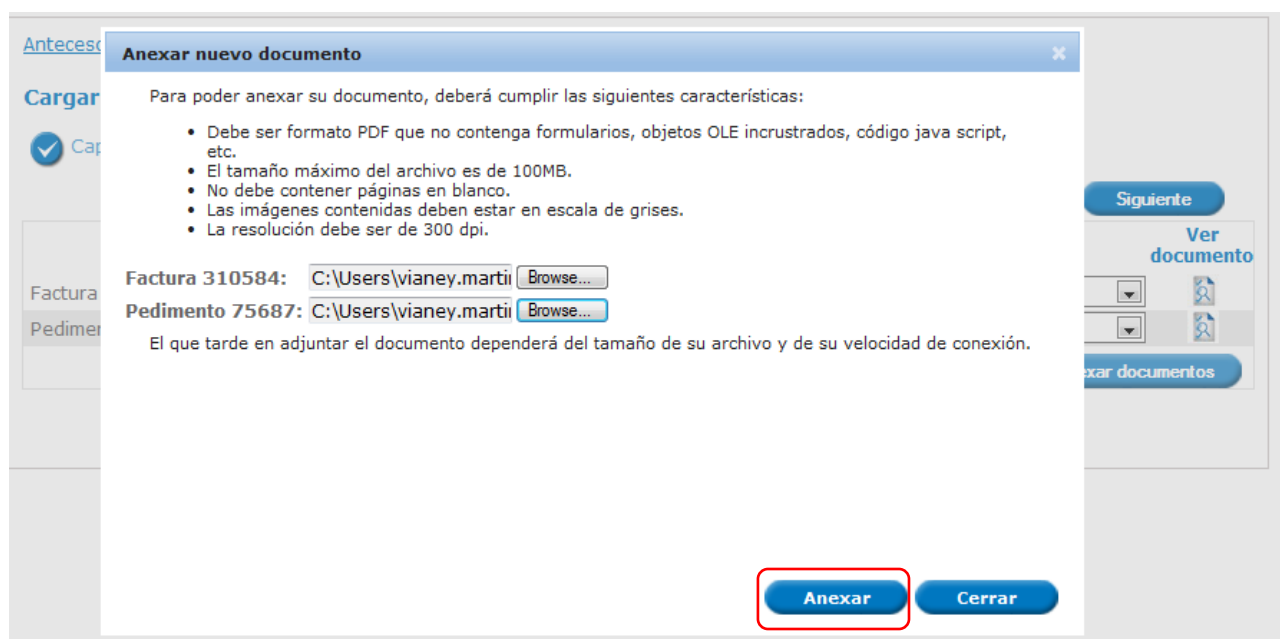 Anexar nuevo documento
Para poder anexar su documento, deberá cumplir las siguientes características:
• Debe ser formato PDF que no contenga formularios, objetos OLE incrustrados, código java script,
etc.
• El tamaño máximo del archivo es de 100MB.
• No debe contener páginas en blanco.
• Las imágenes contenidas deben estar en escala de grises.
• La resolución debe ser de 300 dpi.
Factura 310584: C:\Users\vianey.marti Browse...
Pedimento 75687: C:\Users\vianey.marti Browse...
El que tarde en adjuntar el documento dependerá del tamaño de su archivo y de su velocidad de conexión.
Anexar Cerrar
Cargar
Siguiente
Ver
documento
Factura
documentos